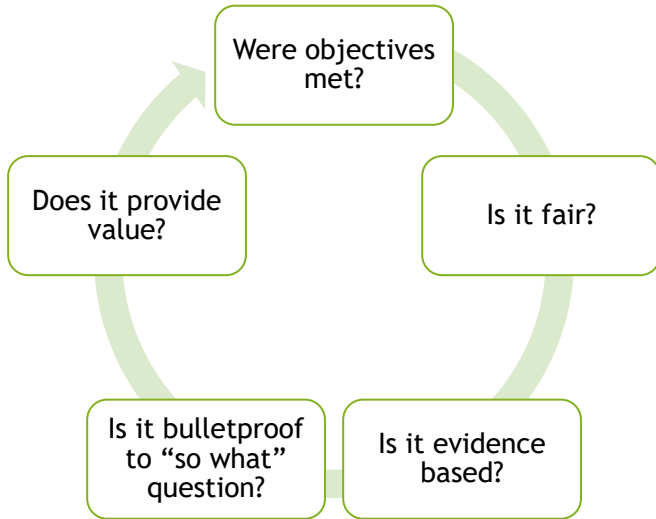 Were objectives
met?
Is it fair?
Is it evidence
based?
Is it bulletproof
to “so what”
question?
Does it provide
value?